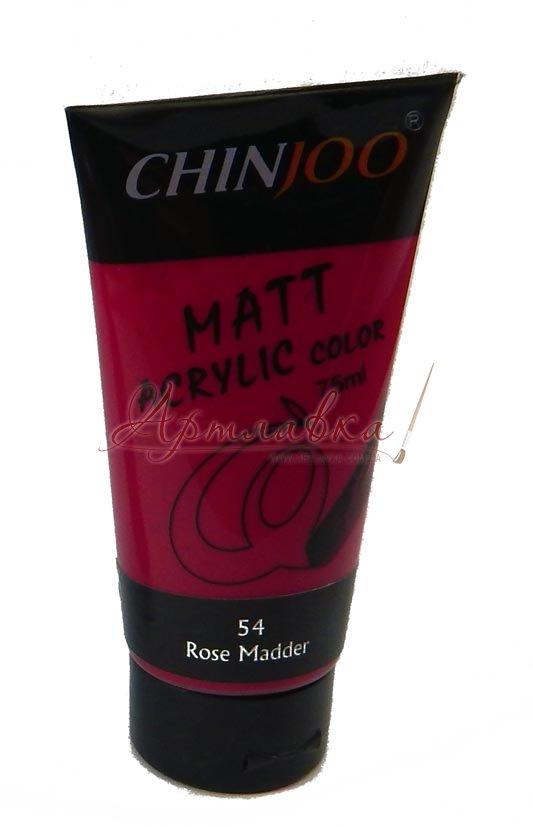 CHINJOO®
MATT
ACRYLIC COLOR
75ml
Артлавка
54
Rose Madder